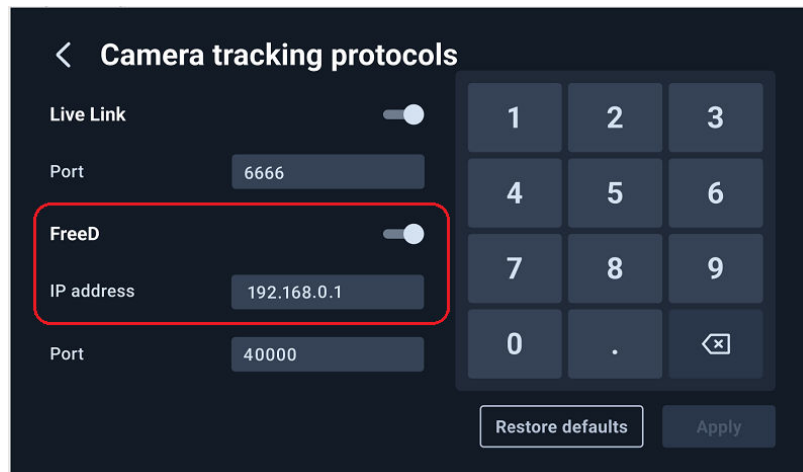 Camera tracking protocols
Live Link
Port 6666
FreeD
IP address 192.168.0.1
Port 40000
1 2 3
4 5 6
7 8 9
0 .
Restore defaults Apply